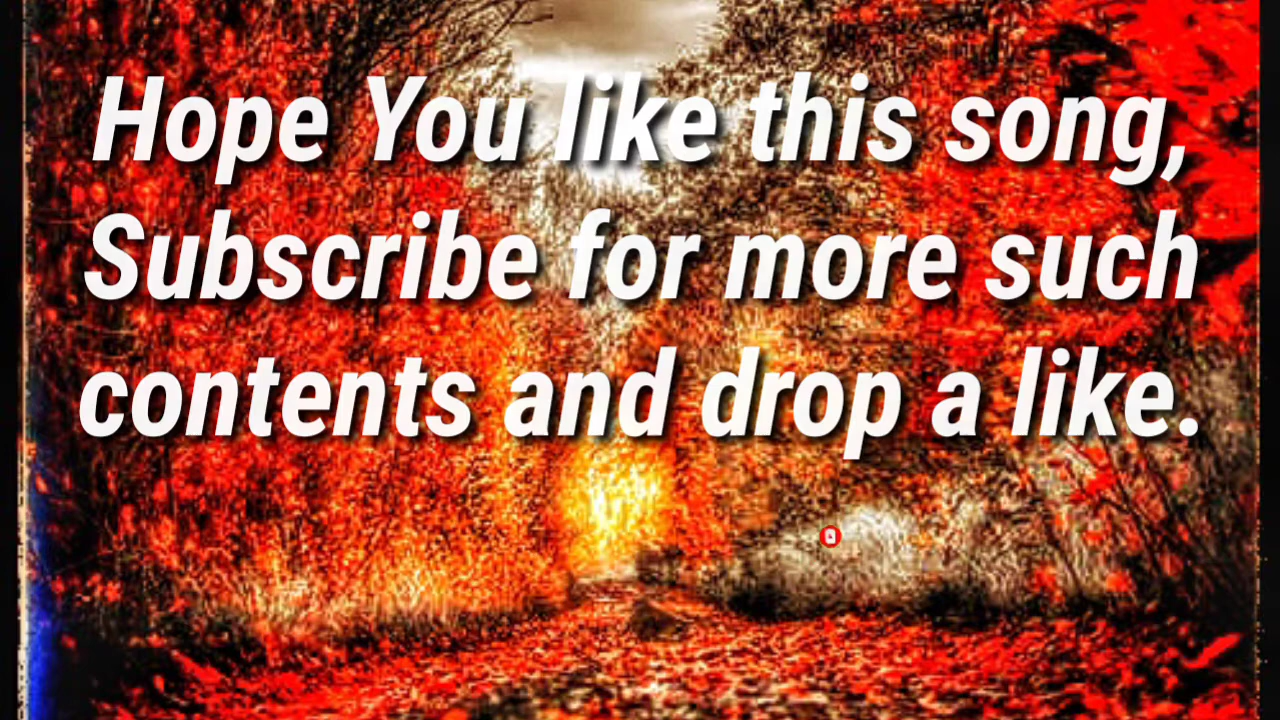 Hope You like this song,
Subscribe for more such
contents and drop a like.